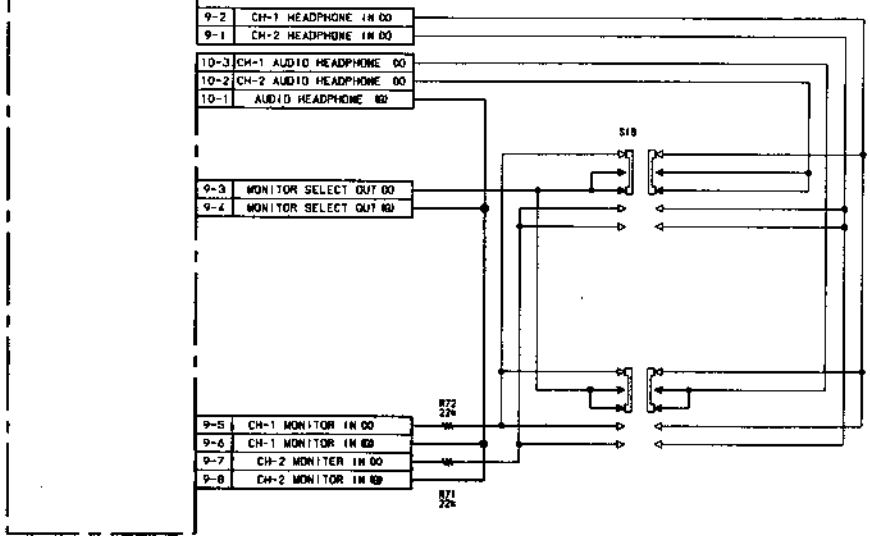 9-2 CH-1 HEADPHONE IN (X)
9-1 CH-2 HEADPHONE IN (X)
10-3 CH-1 AUDIO HEADPHONE (X)
10-2 CH-2 AUDIO HEADPHONE (X)
10-1 AUDIO HEADPHONE (G)
S18
9-3 MONITOR SELECT OUT (X)
9-4 MONITOR SELECT OUT (G)
R72
22k
9-5 CH-1 MONITOR IN (X)
9-6 CH-1 MONITOR IN (G)
9-7 CH-2 MONITER IN (X)
9-8 CH-2 MONITOR IN (G)
R71
22k